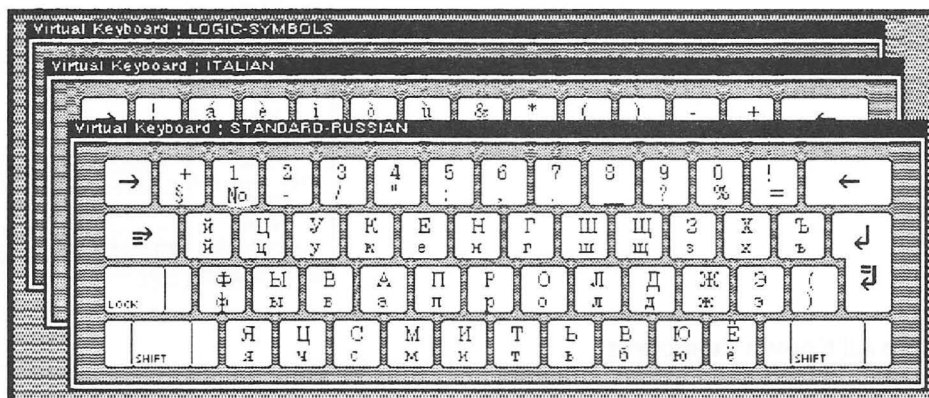 Virtual Keyboard : LOGIC-SYMBOLS
Virtual Keyboard : ITALIAN
→ ! á è ì ò ù & * ( ) - + ←
Virtual Keyboard : STANDARD-RUSSIAN
→ + 1 2 3 4 5 6 7 8 9 0 ! ←
§ No - / " : , . _ ? % =
Й Ц У К Е Н Г Ш Щ З Х Ъ
й ц у к е н г ш щ з х ъ
Ф Ы В А П Р О Л Д Ж Э (
LOCK ф ы в а п р о л д ж э )
Я Ч С М И Т Ь В Ю Ё
SHIFT я ч с м и т ь б ю ё SHIFT